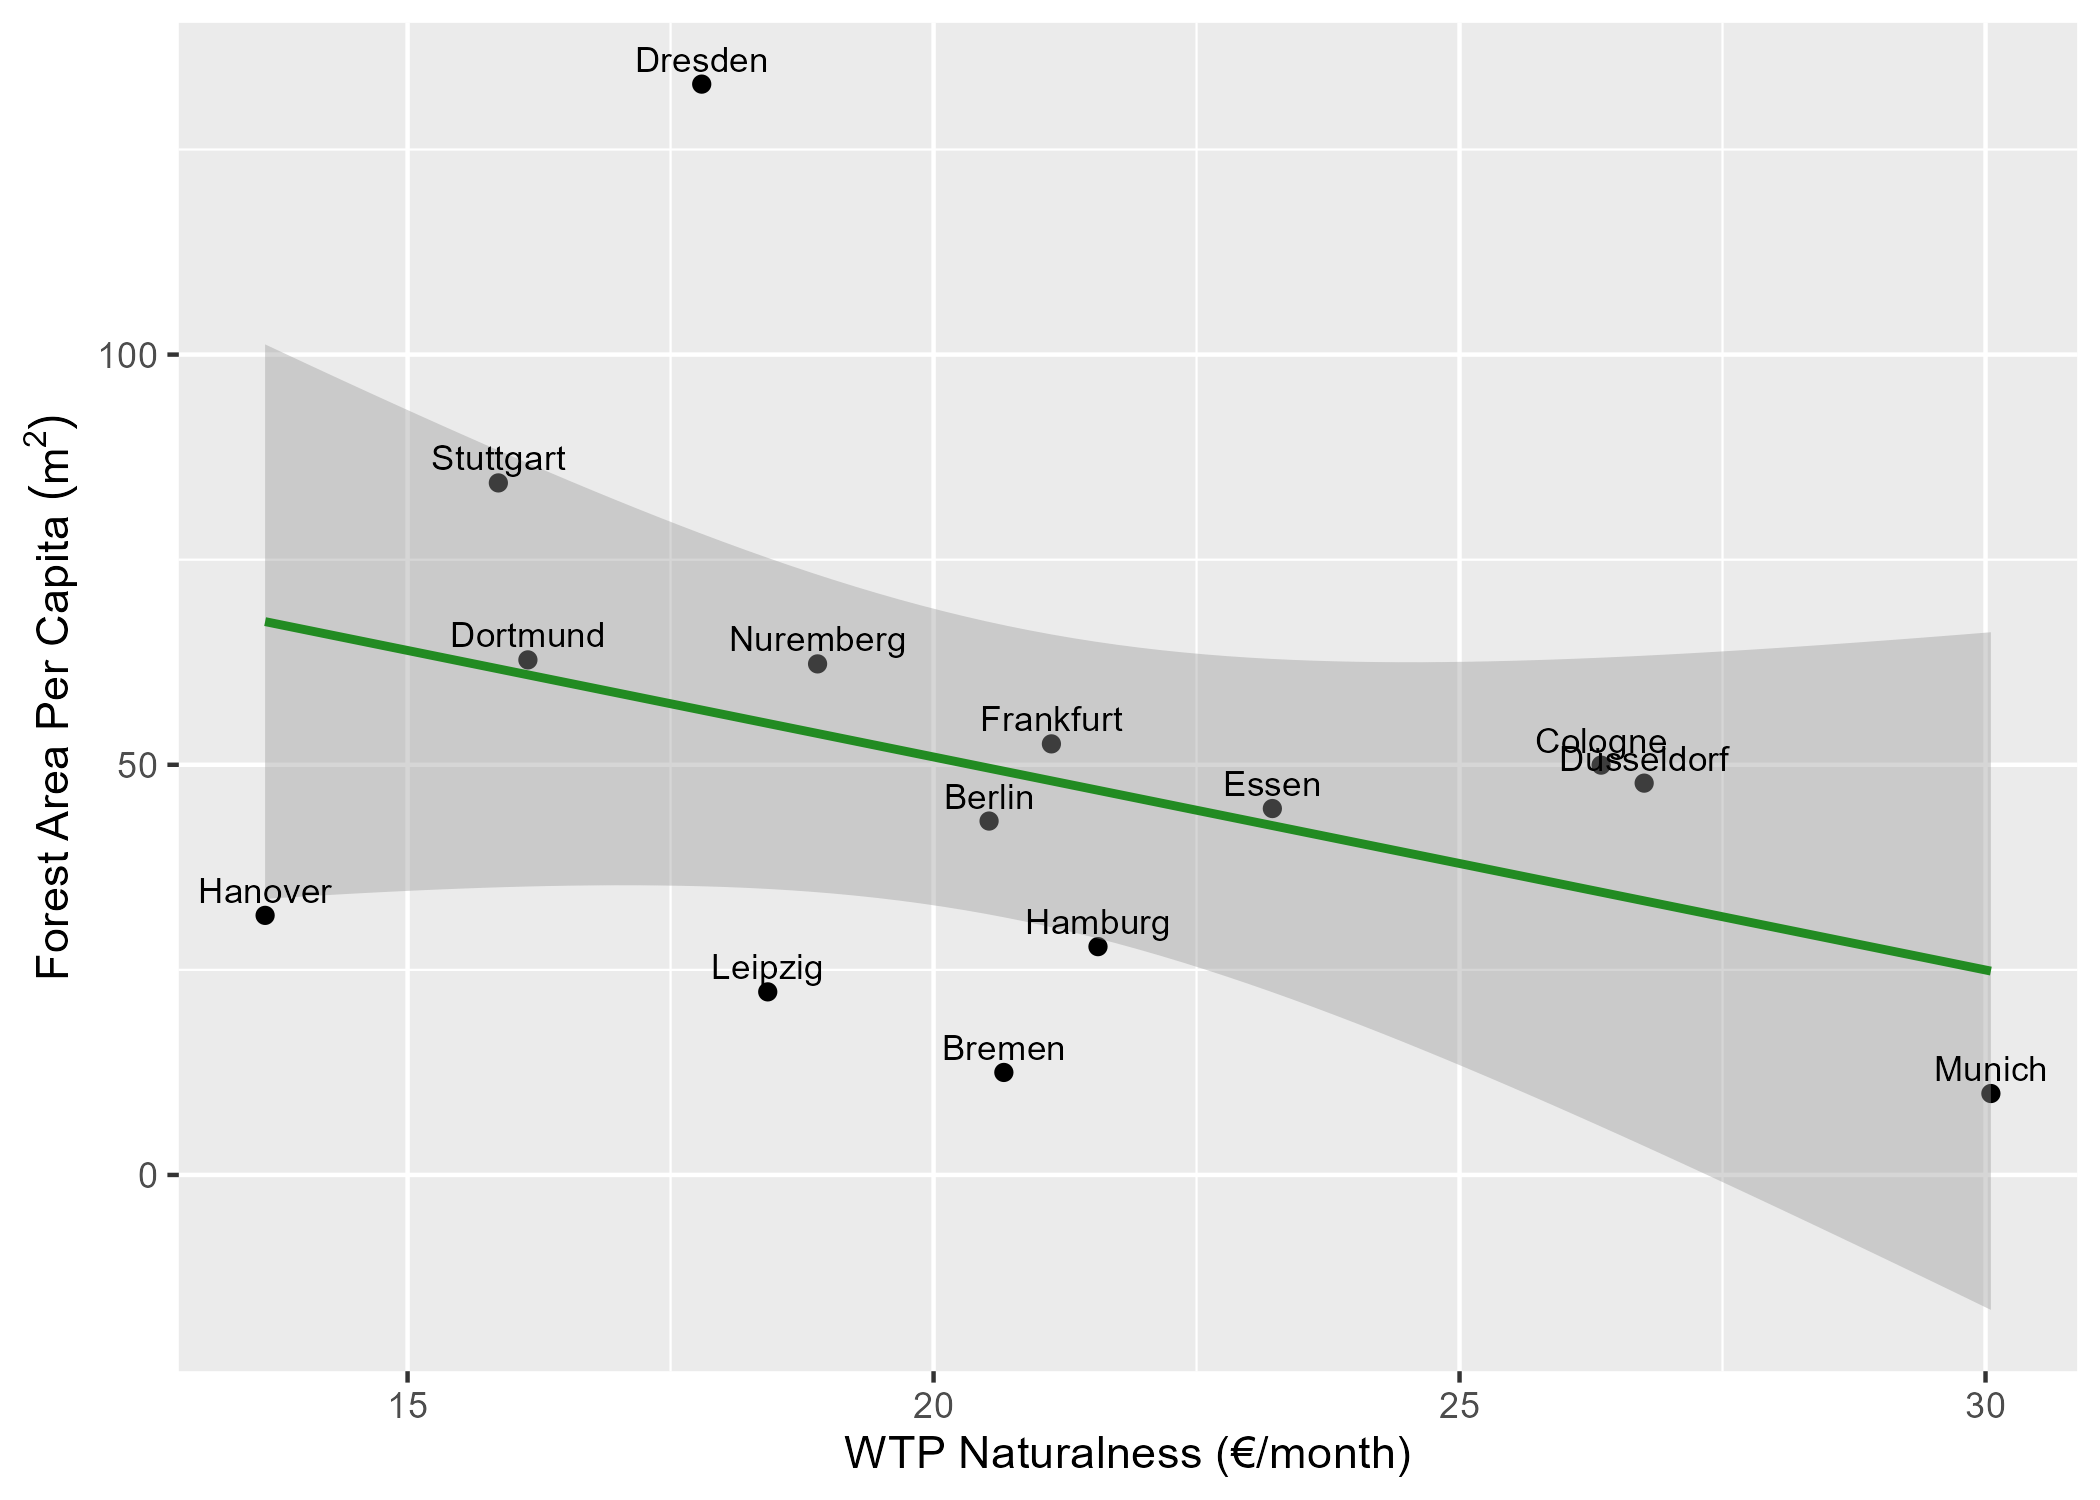 Dresden
100
Stuttgart
Dortmund
Nuremberg
Frankfurt
Cologne
Düsseldorf
50
Essen
Berlin
Hanover
Hamburg
Leipzig
Bremen
Munich
0
Forest Area Per Capita (m²)
15 20 25 30
WTP Naturalness (€/month)